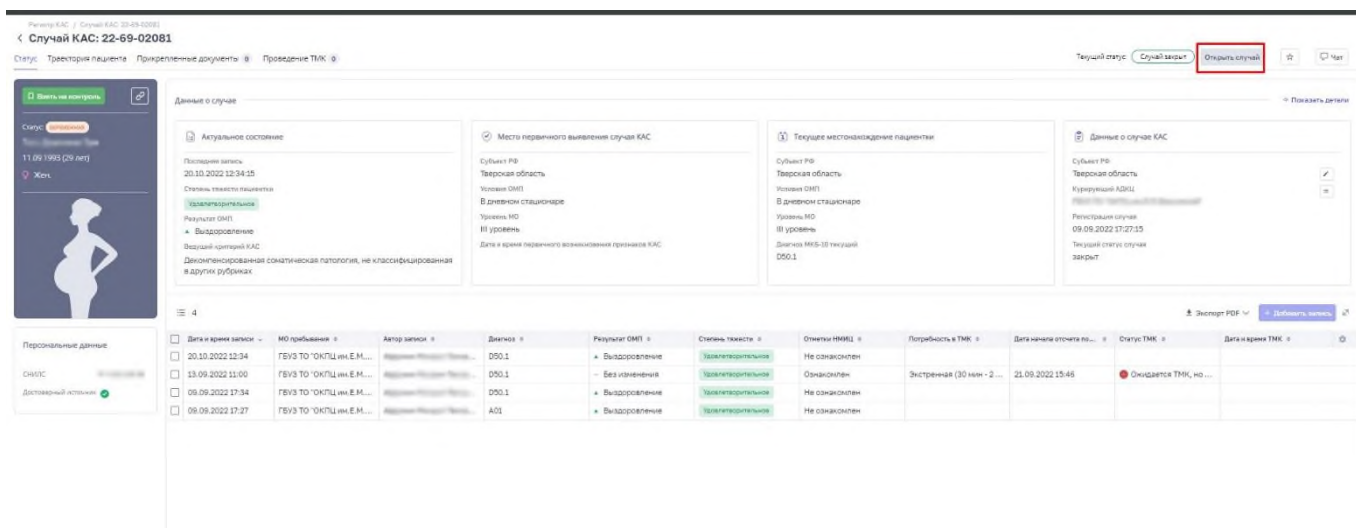 Регистр КАС / Случай КАС: 22-69-02081
Случай КАС: 22-69-02081
Статус Траектория пациента Прикрепленные документы 0 Проведение ТМК 0
Текущий статус: Случай закрыт Открыть случай Чат
Взять на контроль
Статус
11.09.1993 (29 лет)
Жен.
Персональные данные
СНИЛС
Достоверный источник
Данные о случае
Показать детали
Актуальное состояние
Последняя запись
20.10.2022 12:34:15
Степень тяжести пациентки
Удовлетворительное
Результат ОМП
Выздоровление
Ведущий критерий КАС
Декомпенсированная соматическая патология, не классифицированная
в других рубриках
Место первичного выявления случая КАС
Субъект РФ
Тверская область
Условия ОМП
В дневном стационаре
Уровень МО
III уровень
Дата и время первичного возникновения признаков КАС
Текущее местонахождение пациентки
Субъект РФ
Тверская область
Условия ОМП
В дневном стационаре
Уровень МО
III уровень
Диагноз МКБ-10 текущий
D50.1
Данные о случае КАС
Субъект РФ
Тверская область
Курирующий АДКЦ
Регистрация случая
09.09.2022 17:27:15
Текущий статус случая
закрыт
4
Экспорт PDF + Добавить запись
Дата и время записи МО пребывания Автор записи Диагноз Результат ОМП Степень тяжести Отметки НМИЦ Потребность в ТМК Дата начала отсчета по... Статус ТМК Дата и время ТМК
20.10.2022 12:34 ГБУЗ ТО "ОКПЦ им.Е.М.... D50.1 Выздоровление Удовлетворительное Не ознакомлен
13.09.2022 11:00 ГБУЗ ТО "ОКПЦ им.Е.М.... D50.1 – Без изменения Удовлетворительное Ознакомлен Экстренная (30 мин - 2 ... 21.09.2022 15:46 Ожидается ТМК, но ...
09.09.2022 17:34 ГБУЗ ТО "ОКПЦ им.Е.М.... D50.1 Выздоровление Удовлетворительное Не ознакомлен
09.09.2022 17:27 ГБУЗ ТО "ОКПЦ им.Е.М.... A01 Выздоровление Удовлетворительное Не ознакомлен